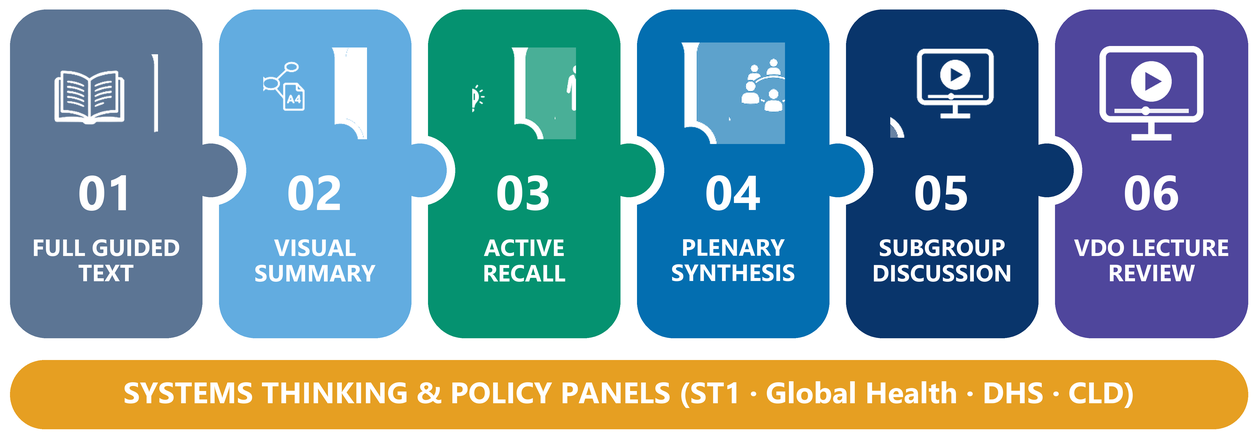 A4
01
FULL GUIDED
TEXT
02
VISUAL
SUMMARY
03
ACTIVE
RECALL
04
PLENARY
SYNTHESIS
05
SUBGROUP
DISCUSSION
06
VDO LECTURE
REVIEW
SYSTEMS THINKING & POLICY PANELS (ST1 · Global Health · DHS · CLD)